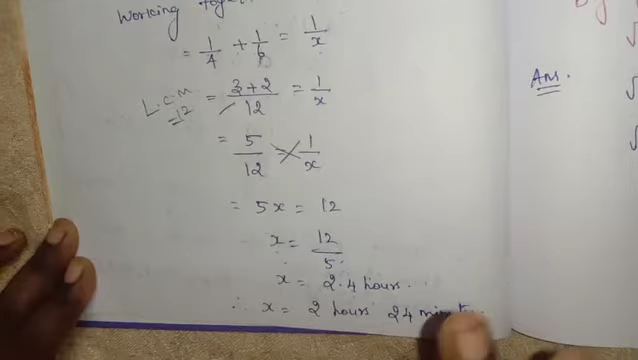 Working
= 1/4 + 1/6 = 1/x
L.C.M = 12
= 3+2/12 = 1/x
= 5/12 = 1/x
= 5x = 12
x = 12/5
x = 2.4 hours.
∴ x = 2 hours 24
Ans.